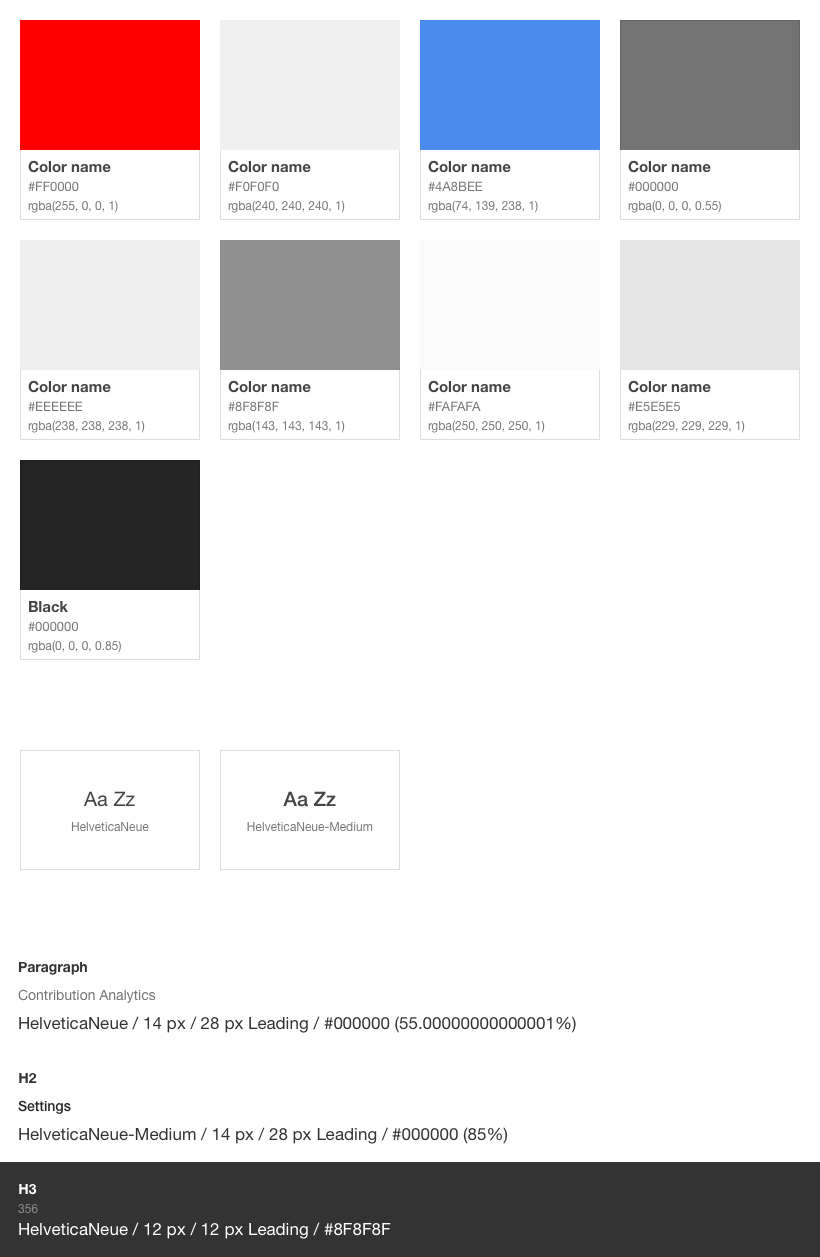 Color name
#FF0000
rgba(255, 0, 0, 1)
Color name
#F0F0F0
rgba(240, 240, 240, 1)
Color name
#4A8BEE
rgba(74, 139, 238, 1)
Color name
#000000
rgba(0, 0, 0, 0.55)
Color name
#EEEEEE
rgba(238, 238, 238, 1)
Color name
#8F8F8F
rgba(143, 143, 143, 1)
Color name
#FAFAFA
rgba(250, 250, 250, 1)
Color name
#E5E5E5
rgba(229, 229, 229, 1)
Black
#000000
rgba(0, 0, 0, 0.85)
Aa Zz
HelveticaNeue
Aa Zz
HelveticaNeue-Medium
Paragraph
Contribution Analytics
HelveticaNeue / 14 px / 28 px Leading / #000000 (55.00000000000001%)
H2
Settings
HelveticaNeue-Medium / 14 px / 28 px Leading / #000000 (85%)
H3
356
HelveticaNeue / 12 px / 12 px Leading / #8F8F8F